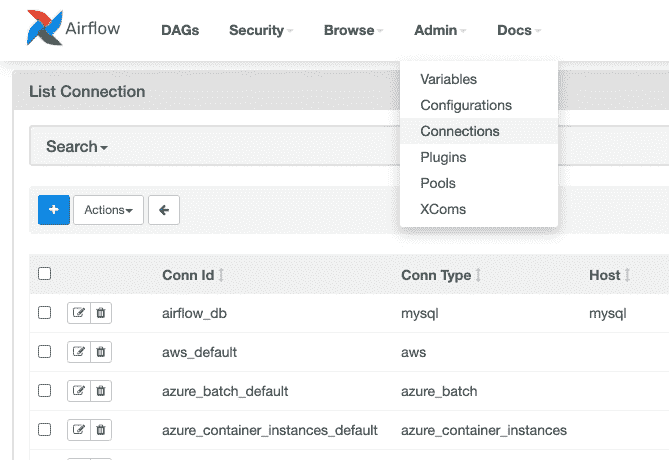 Airflow DAGs Security Browse Admin Docs
Variables
Configurations
Connections
Plugins
Pools
XComs
List Connection
Search
Actions
Conn Id Conn Type Host
airflow_db mysql mysql
aws_default aws
azure_batch_default azure_batch
azure_container_instances_default azure_container_instances